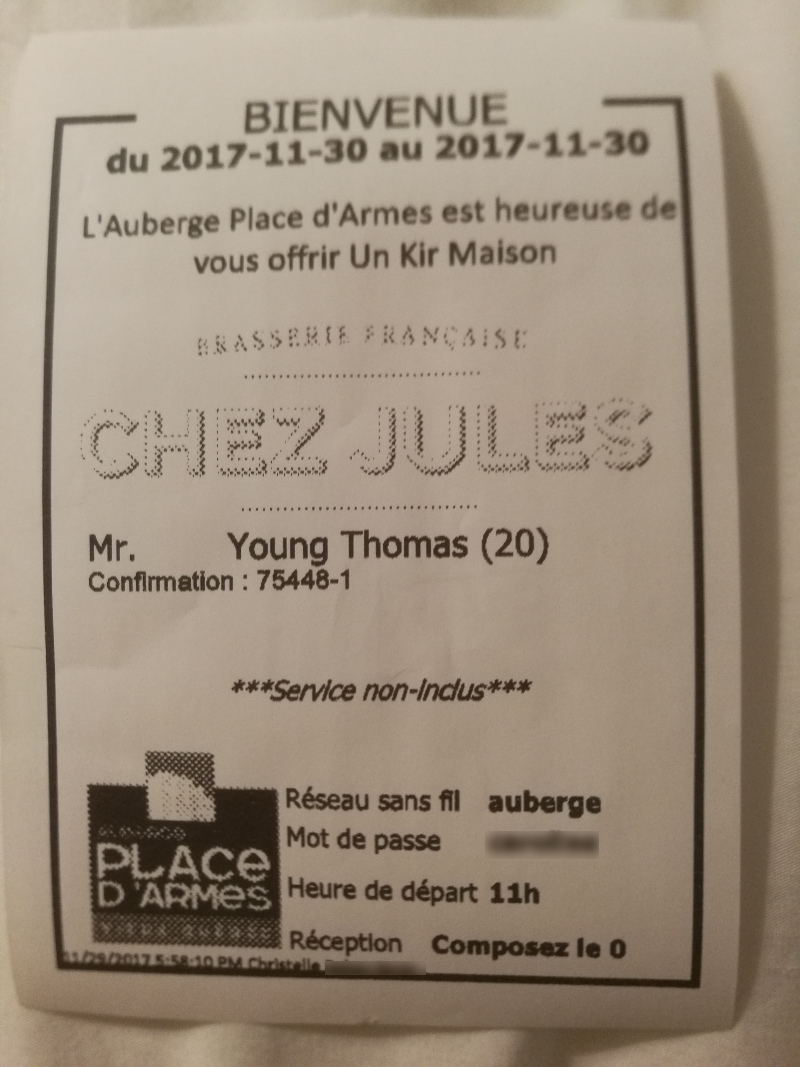 BIENVENUE
du 2017-11-30 au 2017-11-30
L'Auberge Place d'Armes est heureuse de
vous offrir Un Kir Maison
BRASSERIE FRANÇAISE
CHEZ JULES
Mr. Young Thomas (20)
Confirmation : 75448-1
***Service non-inclus***
AUBERGE
PLACE
D'ARMES
VIEUX QUÉBEC
Réseau sans fil auberge
Mot de passe
Heure de départ 11h
Réception Composez le 0
11/29/2017 5:58:10 PM Christelle